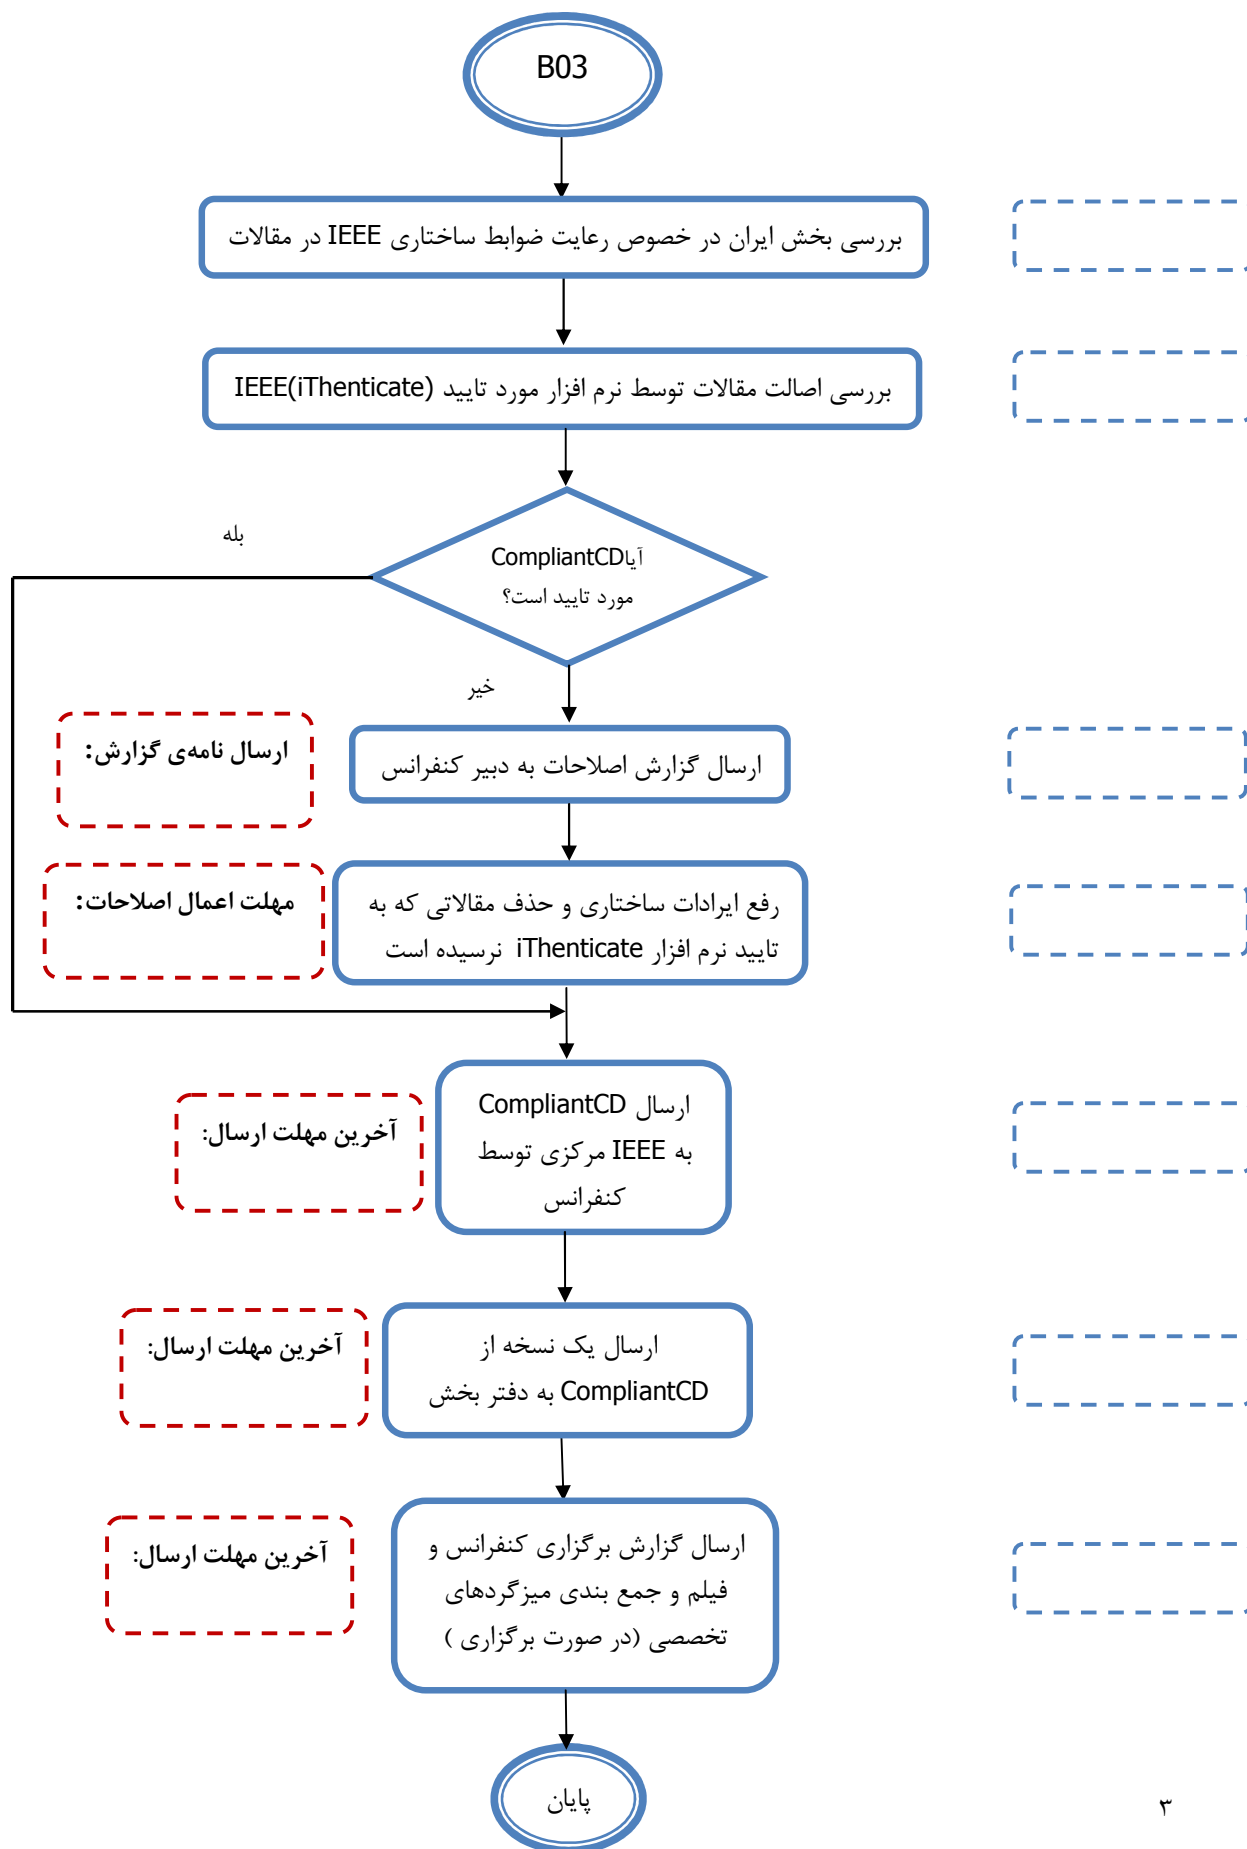 B03
بررسی بخش ایران در خصوص رعایت ضوابط ساختاری IEEE در مقالات
بررسی اصالت مقالات توسط نرم افزار مورد تایید IEEE(iThenticate)
بله
آیاCompliantCD
مورد تایید است؟
خیر
ارسال گزارش اصلاحات به دبیر کنفرانس
ارسال نامه‌ی گزارش:
رفع ایرادات ساختاری و حذف مقالاتی که به
تایید نرم افزار iThenticate نرسیده است
مهلت اعمال اصلاحات:
ارسال CompliantCD
به IEEE مرکزی توسط
کنفرانس
آخرین مهلت ارسال:
ارسال یک نسخه از
CompliantCD به دفتر بخش
آخرین مهلت ارسال:
ارسال گزارش برگزاری کنفرانس و
فیلم و جمع بندی میزگردهای
تخصصی (در صورت برگزاری )
آخرین مهلت ارسال:
پایان
۳